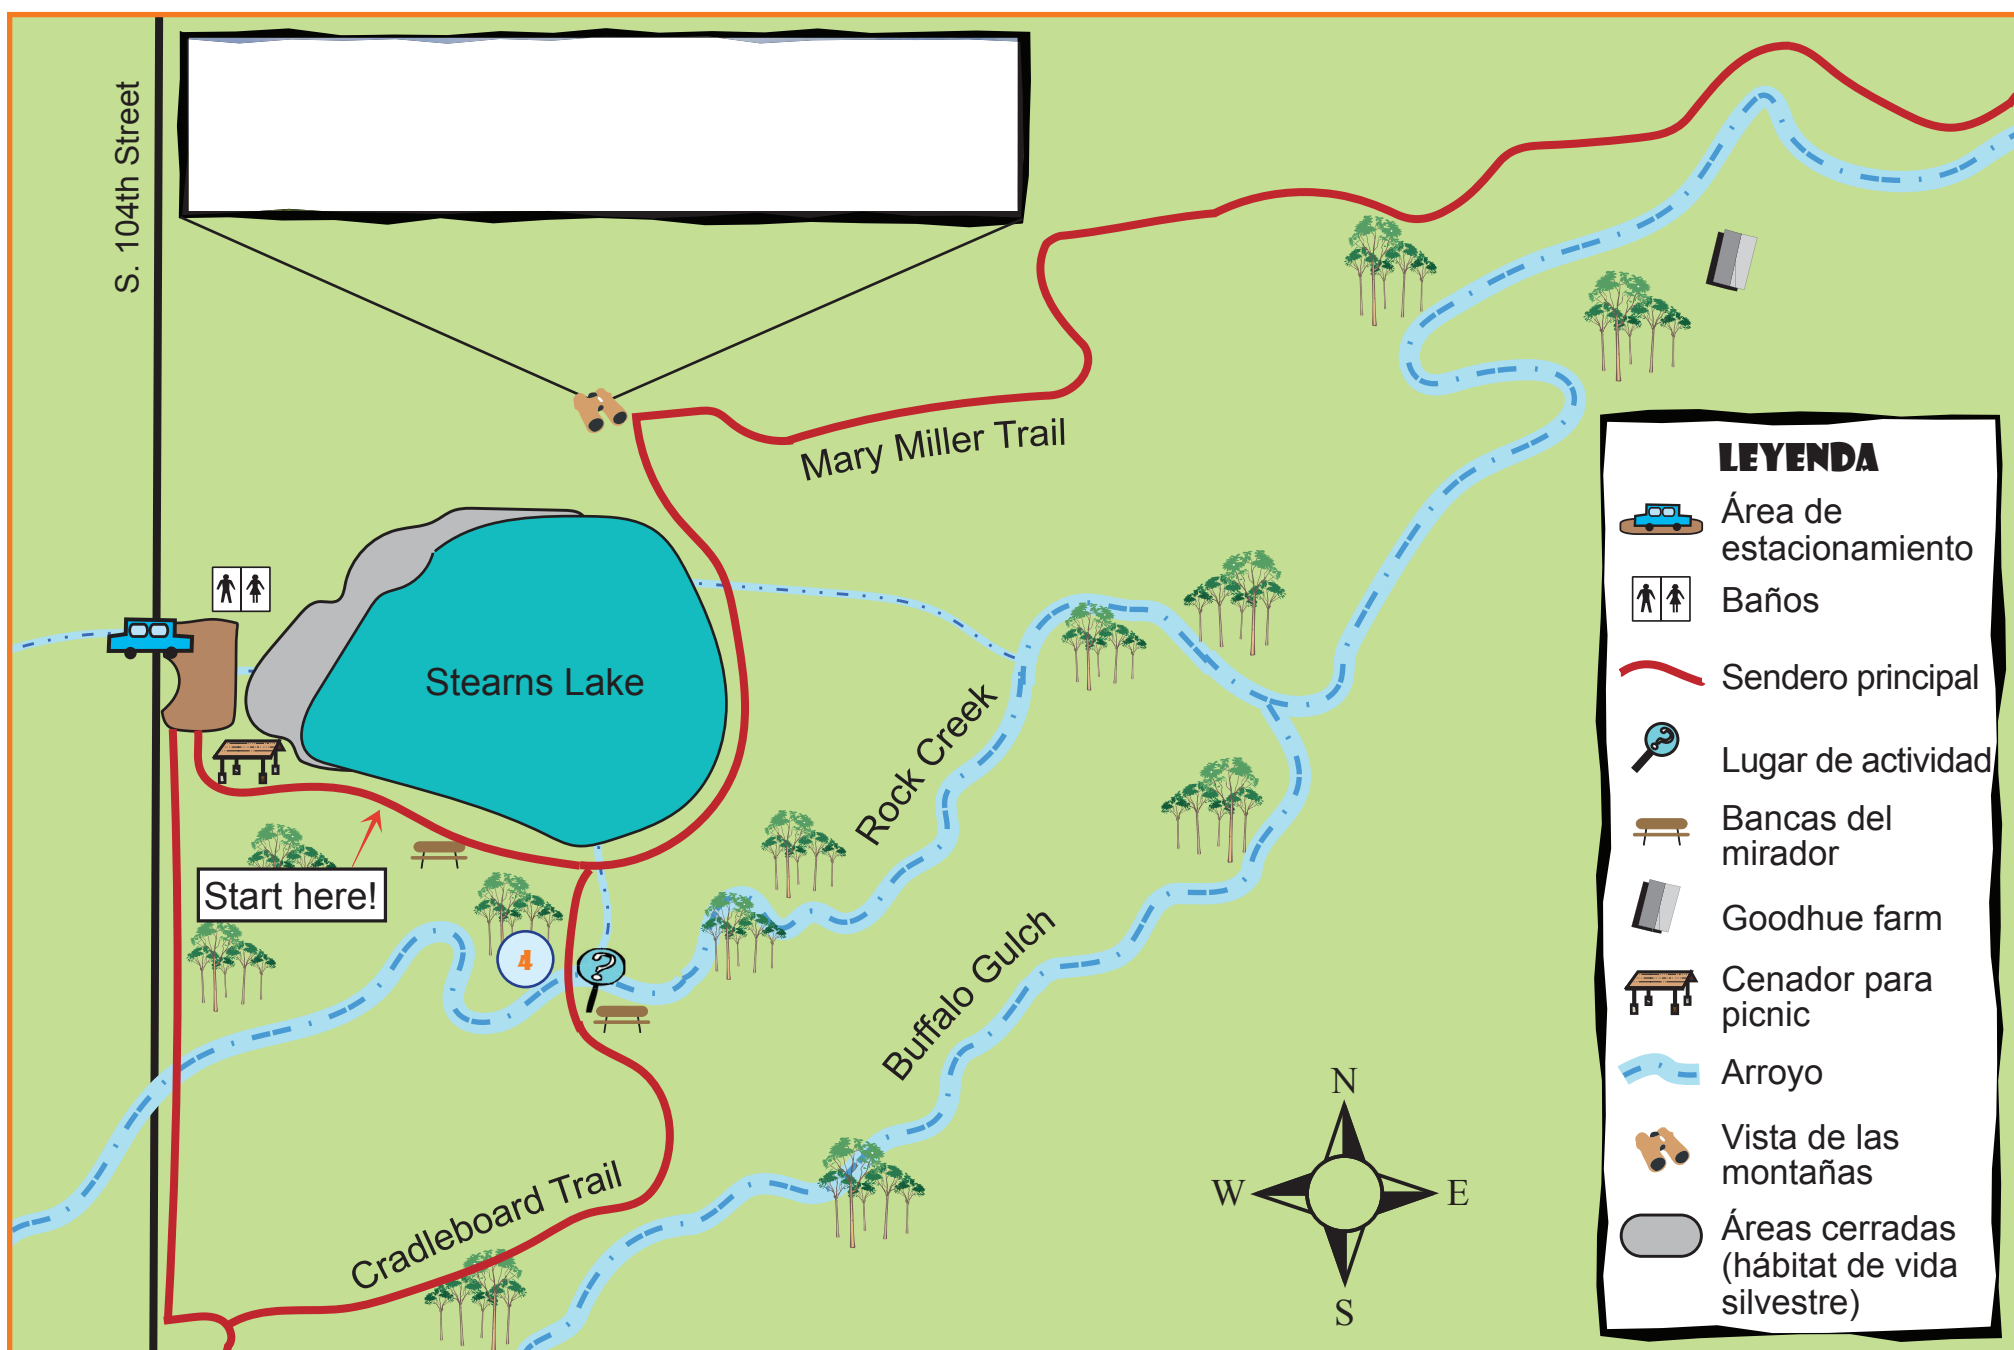 S. 104th Street
Mary Miller Trail
Stearns Lake
Rock Creek
Start here!
4
?
Buffalo Gulch
Cradleboard Trail
N
W
E
S
LEYENDA
Área de
estacionamiento
Baños
Sendero principal
?
Lugar de actividad
Bancas del
mirador
Goodhue farm
Cenador para
picnic
Arroyo
Vista de las
montañas
Áreas cerradas
(hábitat de vida
silvestre)